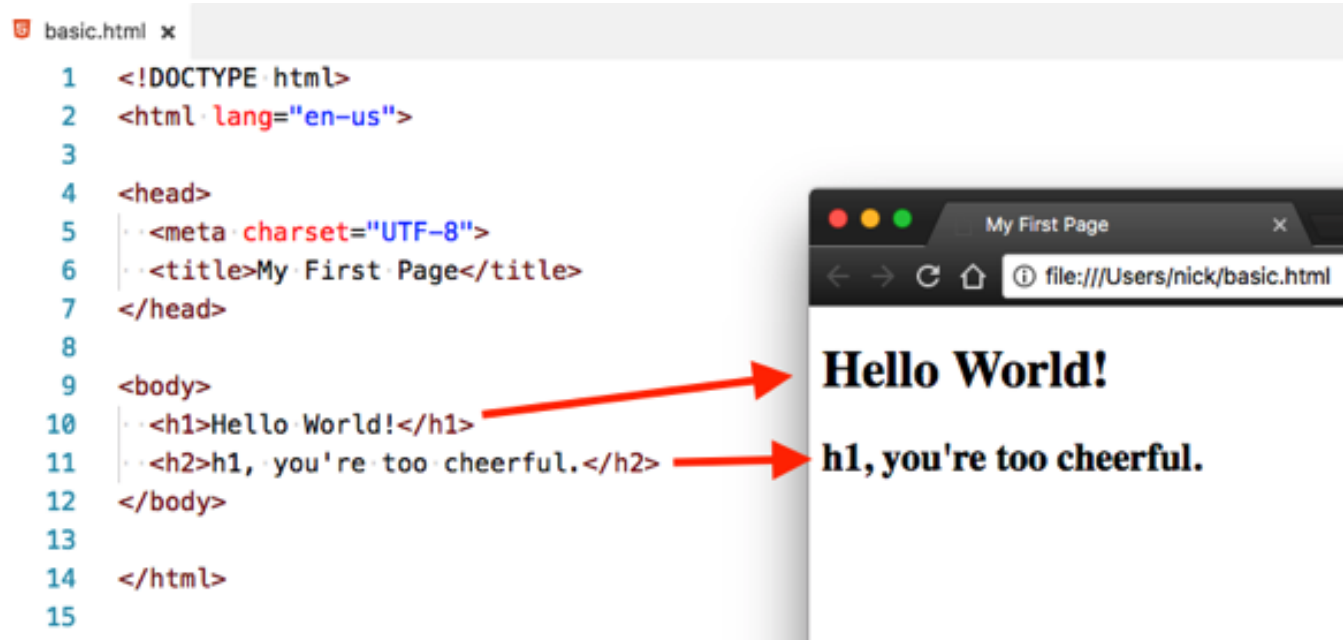 basic.html ×
1 <!DOCTYPE html>
2 <html lang="en-us">
3
4 <head>
5 <meta charset="UTF-8">
6 <title>My First Page</title>
7 </head>
8
9 <body>
10 <h1>Hello World!</h1>
11 <h2>h1, you're too cheerful.</h2>
12 </body>
13
14 </html>
15
My First Page ×
file:///Users/nick/basic.html
Hello World!
h1, you're too cheerful.